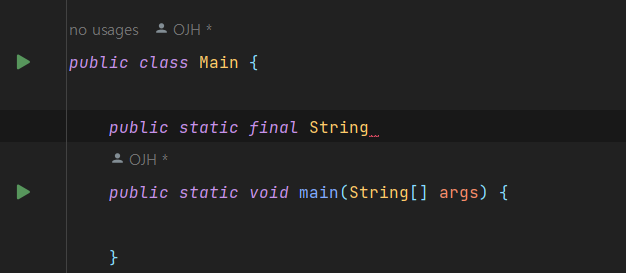 no usages OJH *
public class Main {
public static final String
OJH *
public static void main(String[] args) {
}